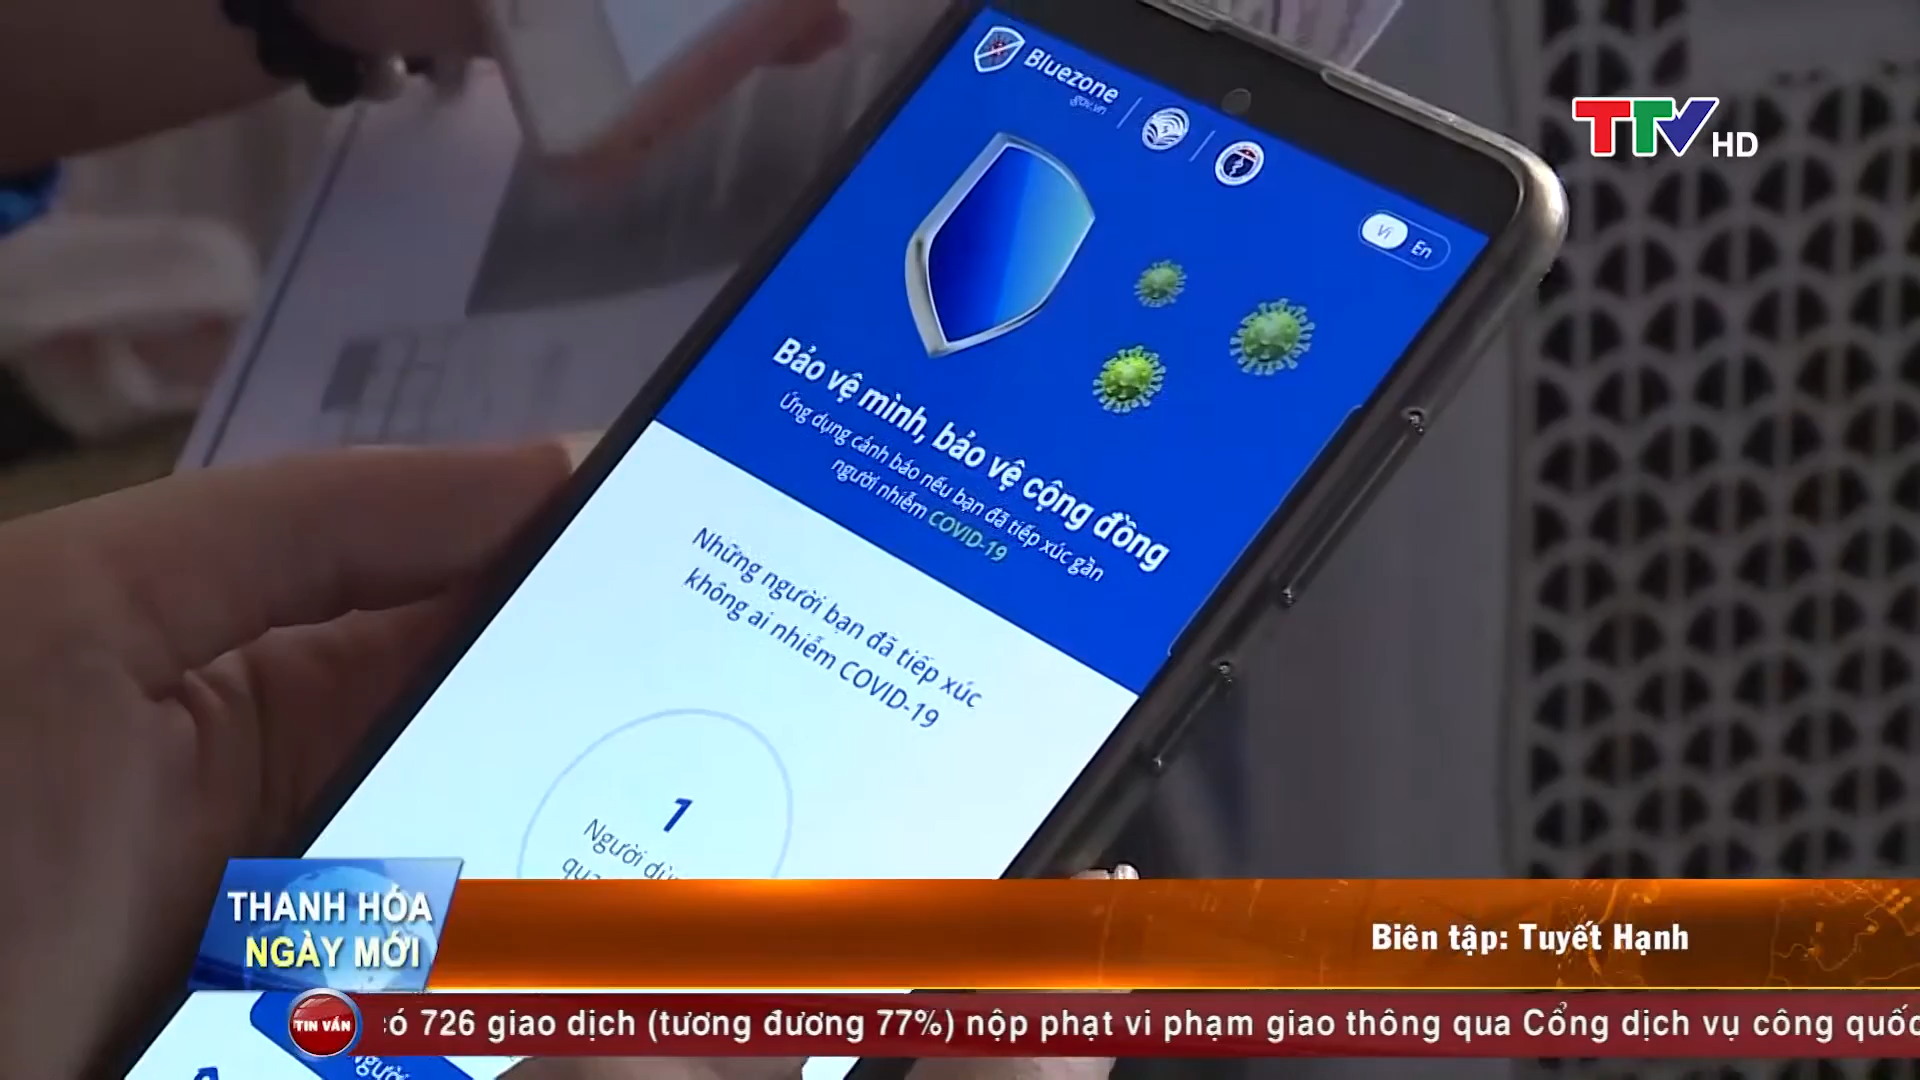 Bluezone
gov.vn
TTV HD
Vi En
Bảo vệ mình, bảo vệ cộng đồng
Ứng dụng cảnh báo nếu bạn đã tiếp xúc gần
người nhiễm COVID-19
Những người bạn đã tiếp xúc
không ai nhiễm COVID-19
1
Người
THANH HÓA
NGÀY MỚI
Biên tập: Tuyết Hạnh
TIN VẮN
có 726 giao dịch (tương đương 77%) nộp phạt vi phạm giao thông qua Cổng dịch vụ công quốc